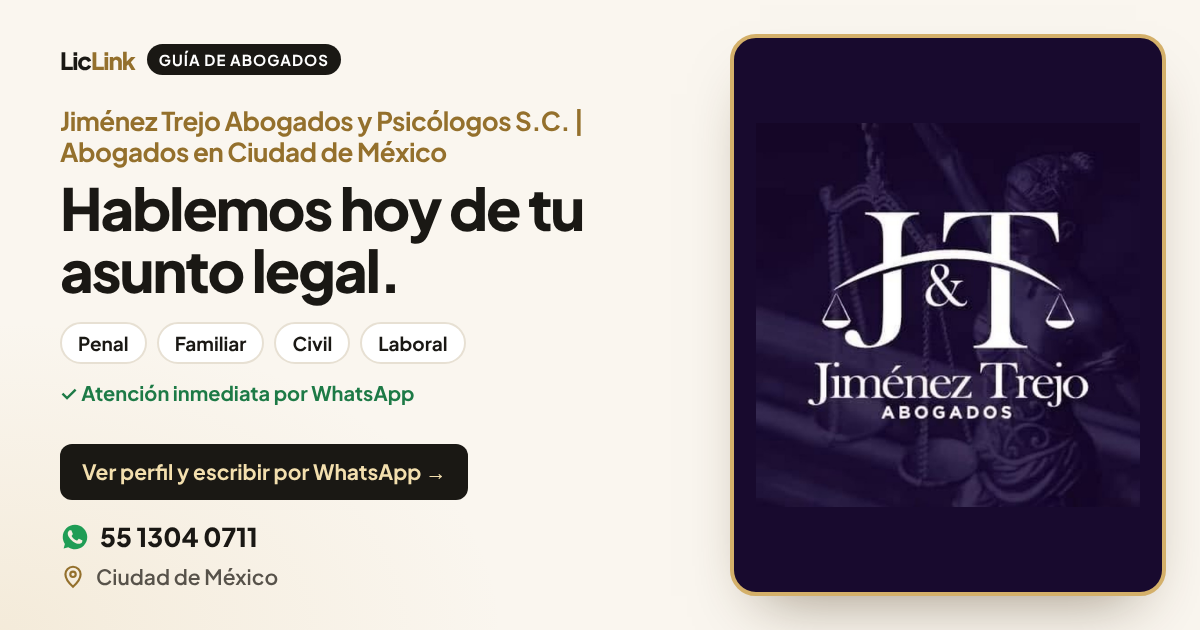 LicLink GUÍA DE ABOGADOS
Jiménez Trejo Abogados y Psicólogos S.C. |
Abogados en Ciudad de México
Hablemos hoy de tu
asunto legal.
Penal Familiar Civil Laboral
✓ Atención inmediata por WhatsApp
Ver perfil y escribir por WhatsApp →
55 1304 0711
Ciudad de México
J&T
Jiménez Trejo
ABOGADOS